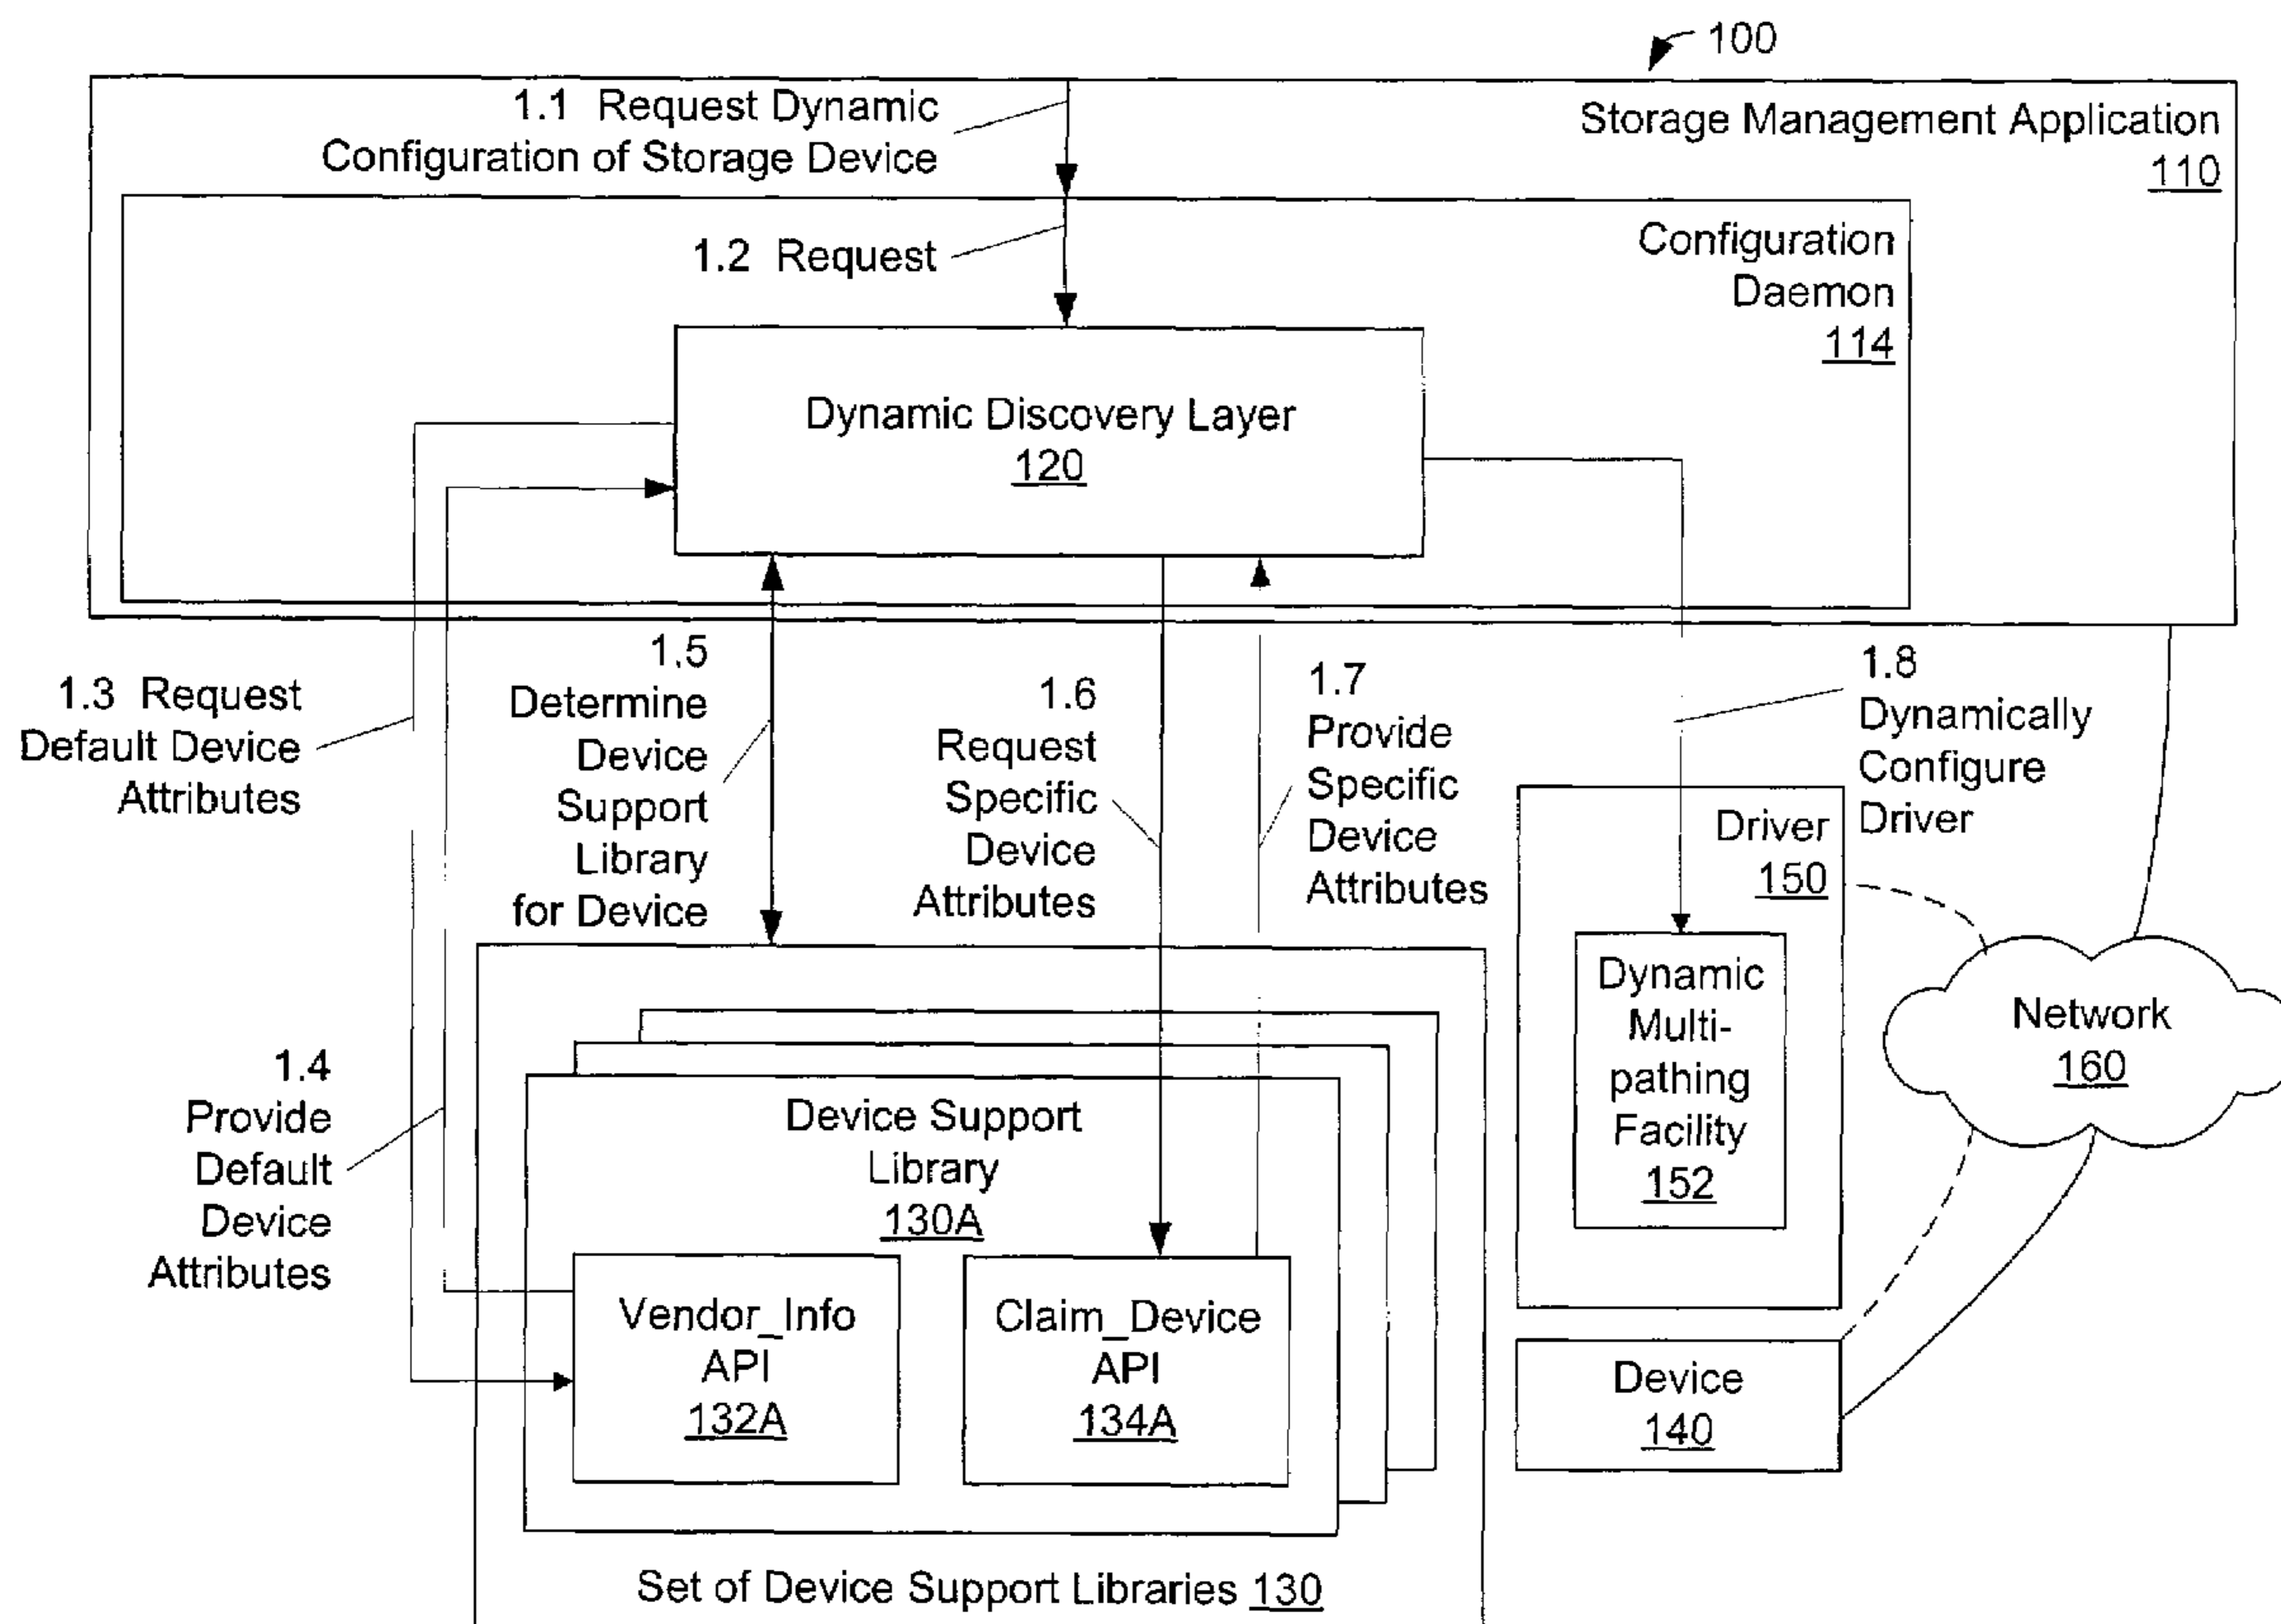 100
1.1 Request Dynamic
Configuration of Storage Device
Storage Management Application
110
1.2 Request
Configuration
Daemon
114
Dynamic Discovery Layer
120
1.3 Request
Default Device
Attributes
1.5
Determine
Device
Support
Library
for Device
1.6
Request
Specific
Device
Attributes
1.7
Provide
Specific
Device
Attributes
1.8
Dynamically
Configure
Driver
Driver
150
Dynamic
Multi-
pathing
Facility
152
Network
160
1.4
Provide
Default
Device
Attributes
Device Support
Library
130A
Vendor_Info
API
132A
Claim_Device
API
134A
Device
140
Set of Device Support Libraries 130